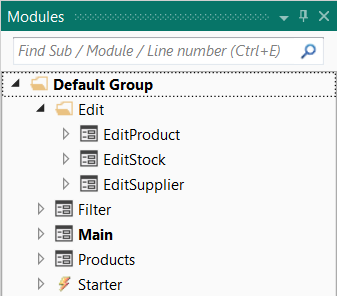 Modules
Find Sub / Module / Line number (Ctrl+E)
Default Group
Edit
EditProduct
EditStock
EditSupplier
Filter
Main
Products
Starter